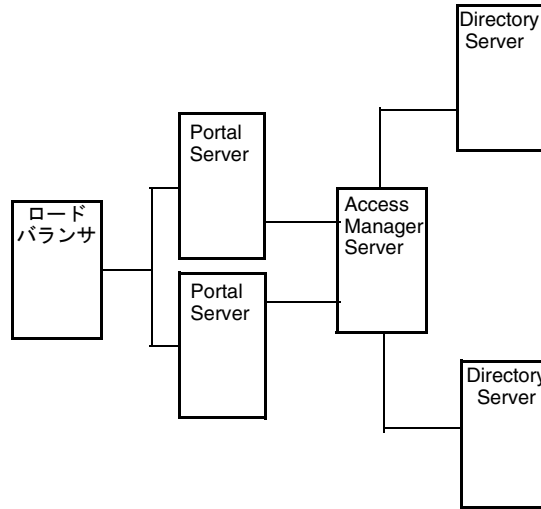 ロード
バランサ
Portal
Server
Portal
Server
Access
Manager
Server
Directory
Server
Directory
Server